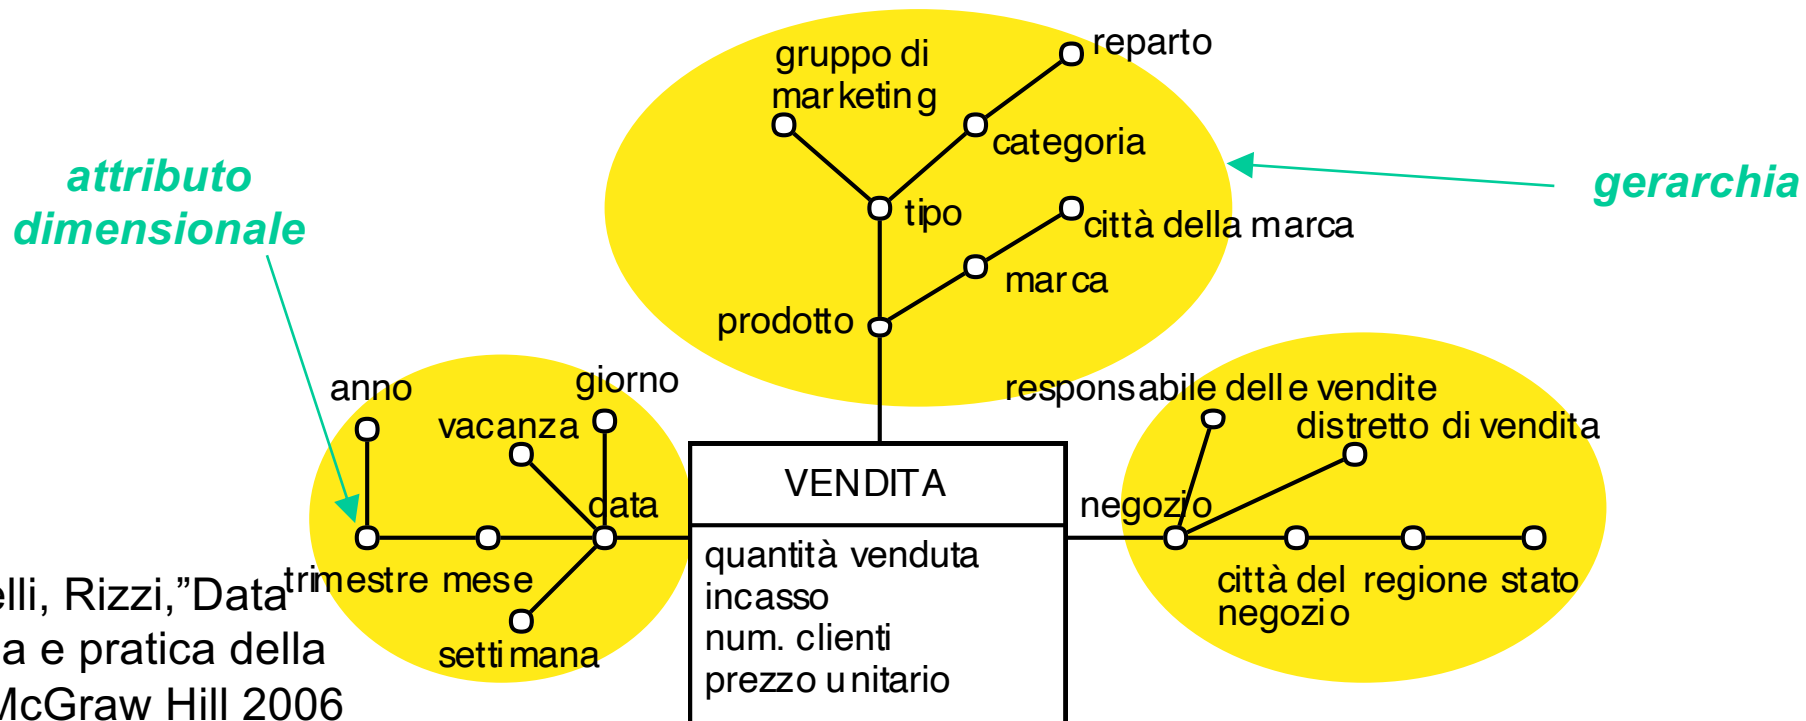 gruppo di
marketing
reparto
categoria
attributo
dimensionale
gerarchia
tipo
città della marca
marca
prodotto
anno
giorno
vacanza
responsabile delle vendite
distretto di vendita
data
VENDITA
negozio
trimestre mese
settimana
quantità venduta
incasso
num. clienti
prezzo unitario
città del
negozio
regione stato
elli, Rizzi,”Data
a e pratica della
McGraw Hill 2006